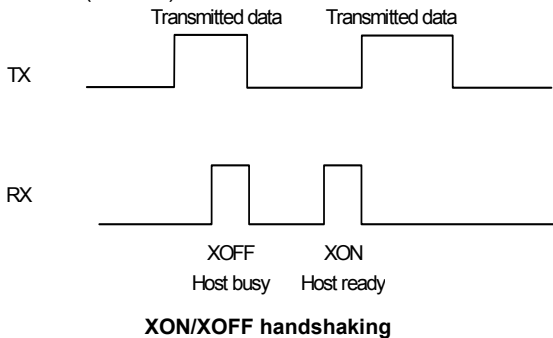 Transmitted data Transmitted data
TX
RX
XOFF XON
Host busy Host ready
XON/XOFF handshaking